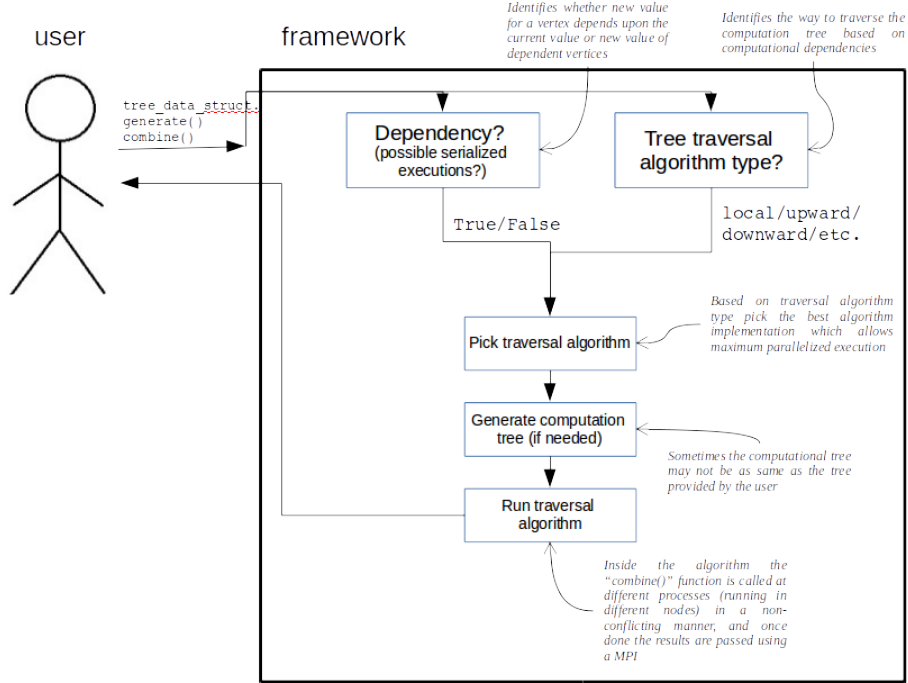 user
framework
Identifies whether new value
for a vertex depends upon the
current value or new value of
dependent vertices
Identifies the way to traverse the
computation tree based on
computational dependencies
tree_data_struct.
generate()
combine()
Dependency?
(possible serialized
executions?)
Tree traversal
algorithm type?
True/False
local/upward/
downward/etc.
Based on traversal algorithm
type pick the best algorithm
implementation which allows
maximum parallelized execution
Pick traversal algorithm
Generate computation
tree (if needed)
Sometimes the computational tree
may not be as same as the tree
provided by the user
Run traversal
algorithm
Inside the algorithm the
“combine()” function is called at
different processes (running in
different nodes) in a non-
conflicting manner, and once
done the results are passed using
a MPI